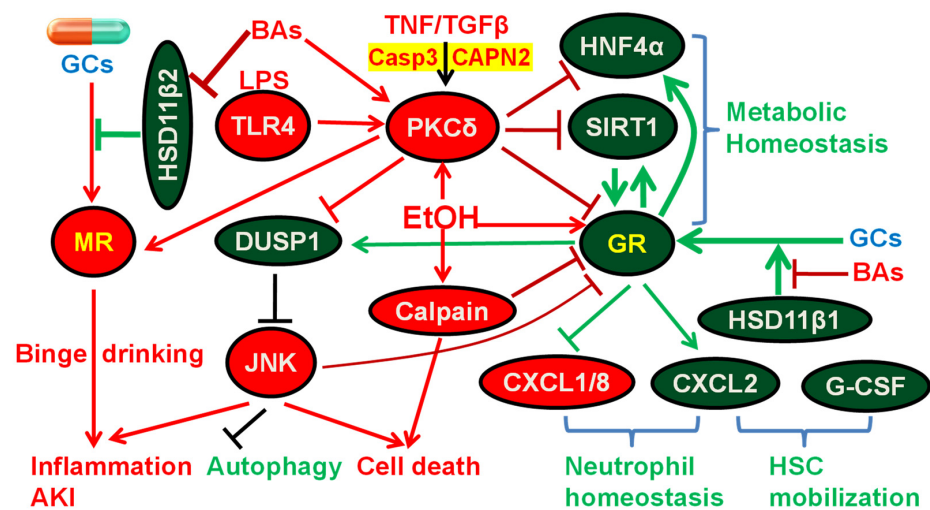 GCs
BAs
TNF/TGFβ
Casp3
CAPN2
HNF4α
HSD11β2
LPS
TLR4
PKCδ
SIRT1
Metabolic
Homeostasis
MR
DUSP1
EtOH
GR
GCs
BAs
Calpain
HSD11β1
Binge drinking
JNK
CXCL1/8
CXCL2
G-CSF
Inflammation
AKI
Autophagy
Cell death
Neutrophil
homeostasis
HSC
mobilization